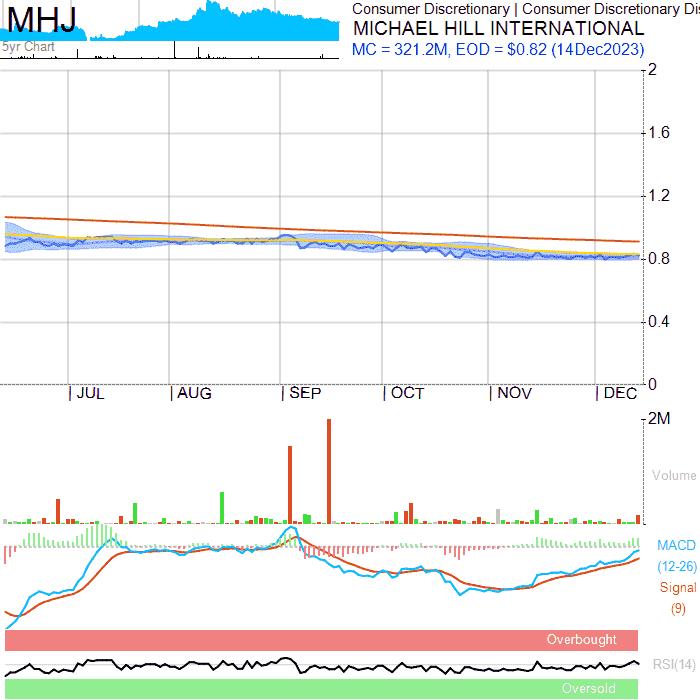 MHJ
5yr Chart
Consumer Discretionary | Consumer Discretionary Dis
MICHAEL HILL INTERNATIONAL
MC = 321.2M, EOD = $0.82 (14Dec2023)
2
1.6
1.2
0.8
0.4
0
JUL AUG SEP OCT NOV DEC
2M
Volume
MACD
(12-26)
Signal
(9)
Overbought
RSI(14)
Oversold